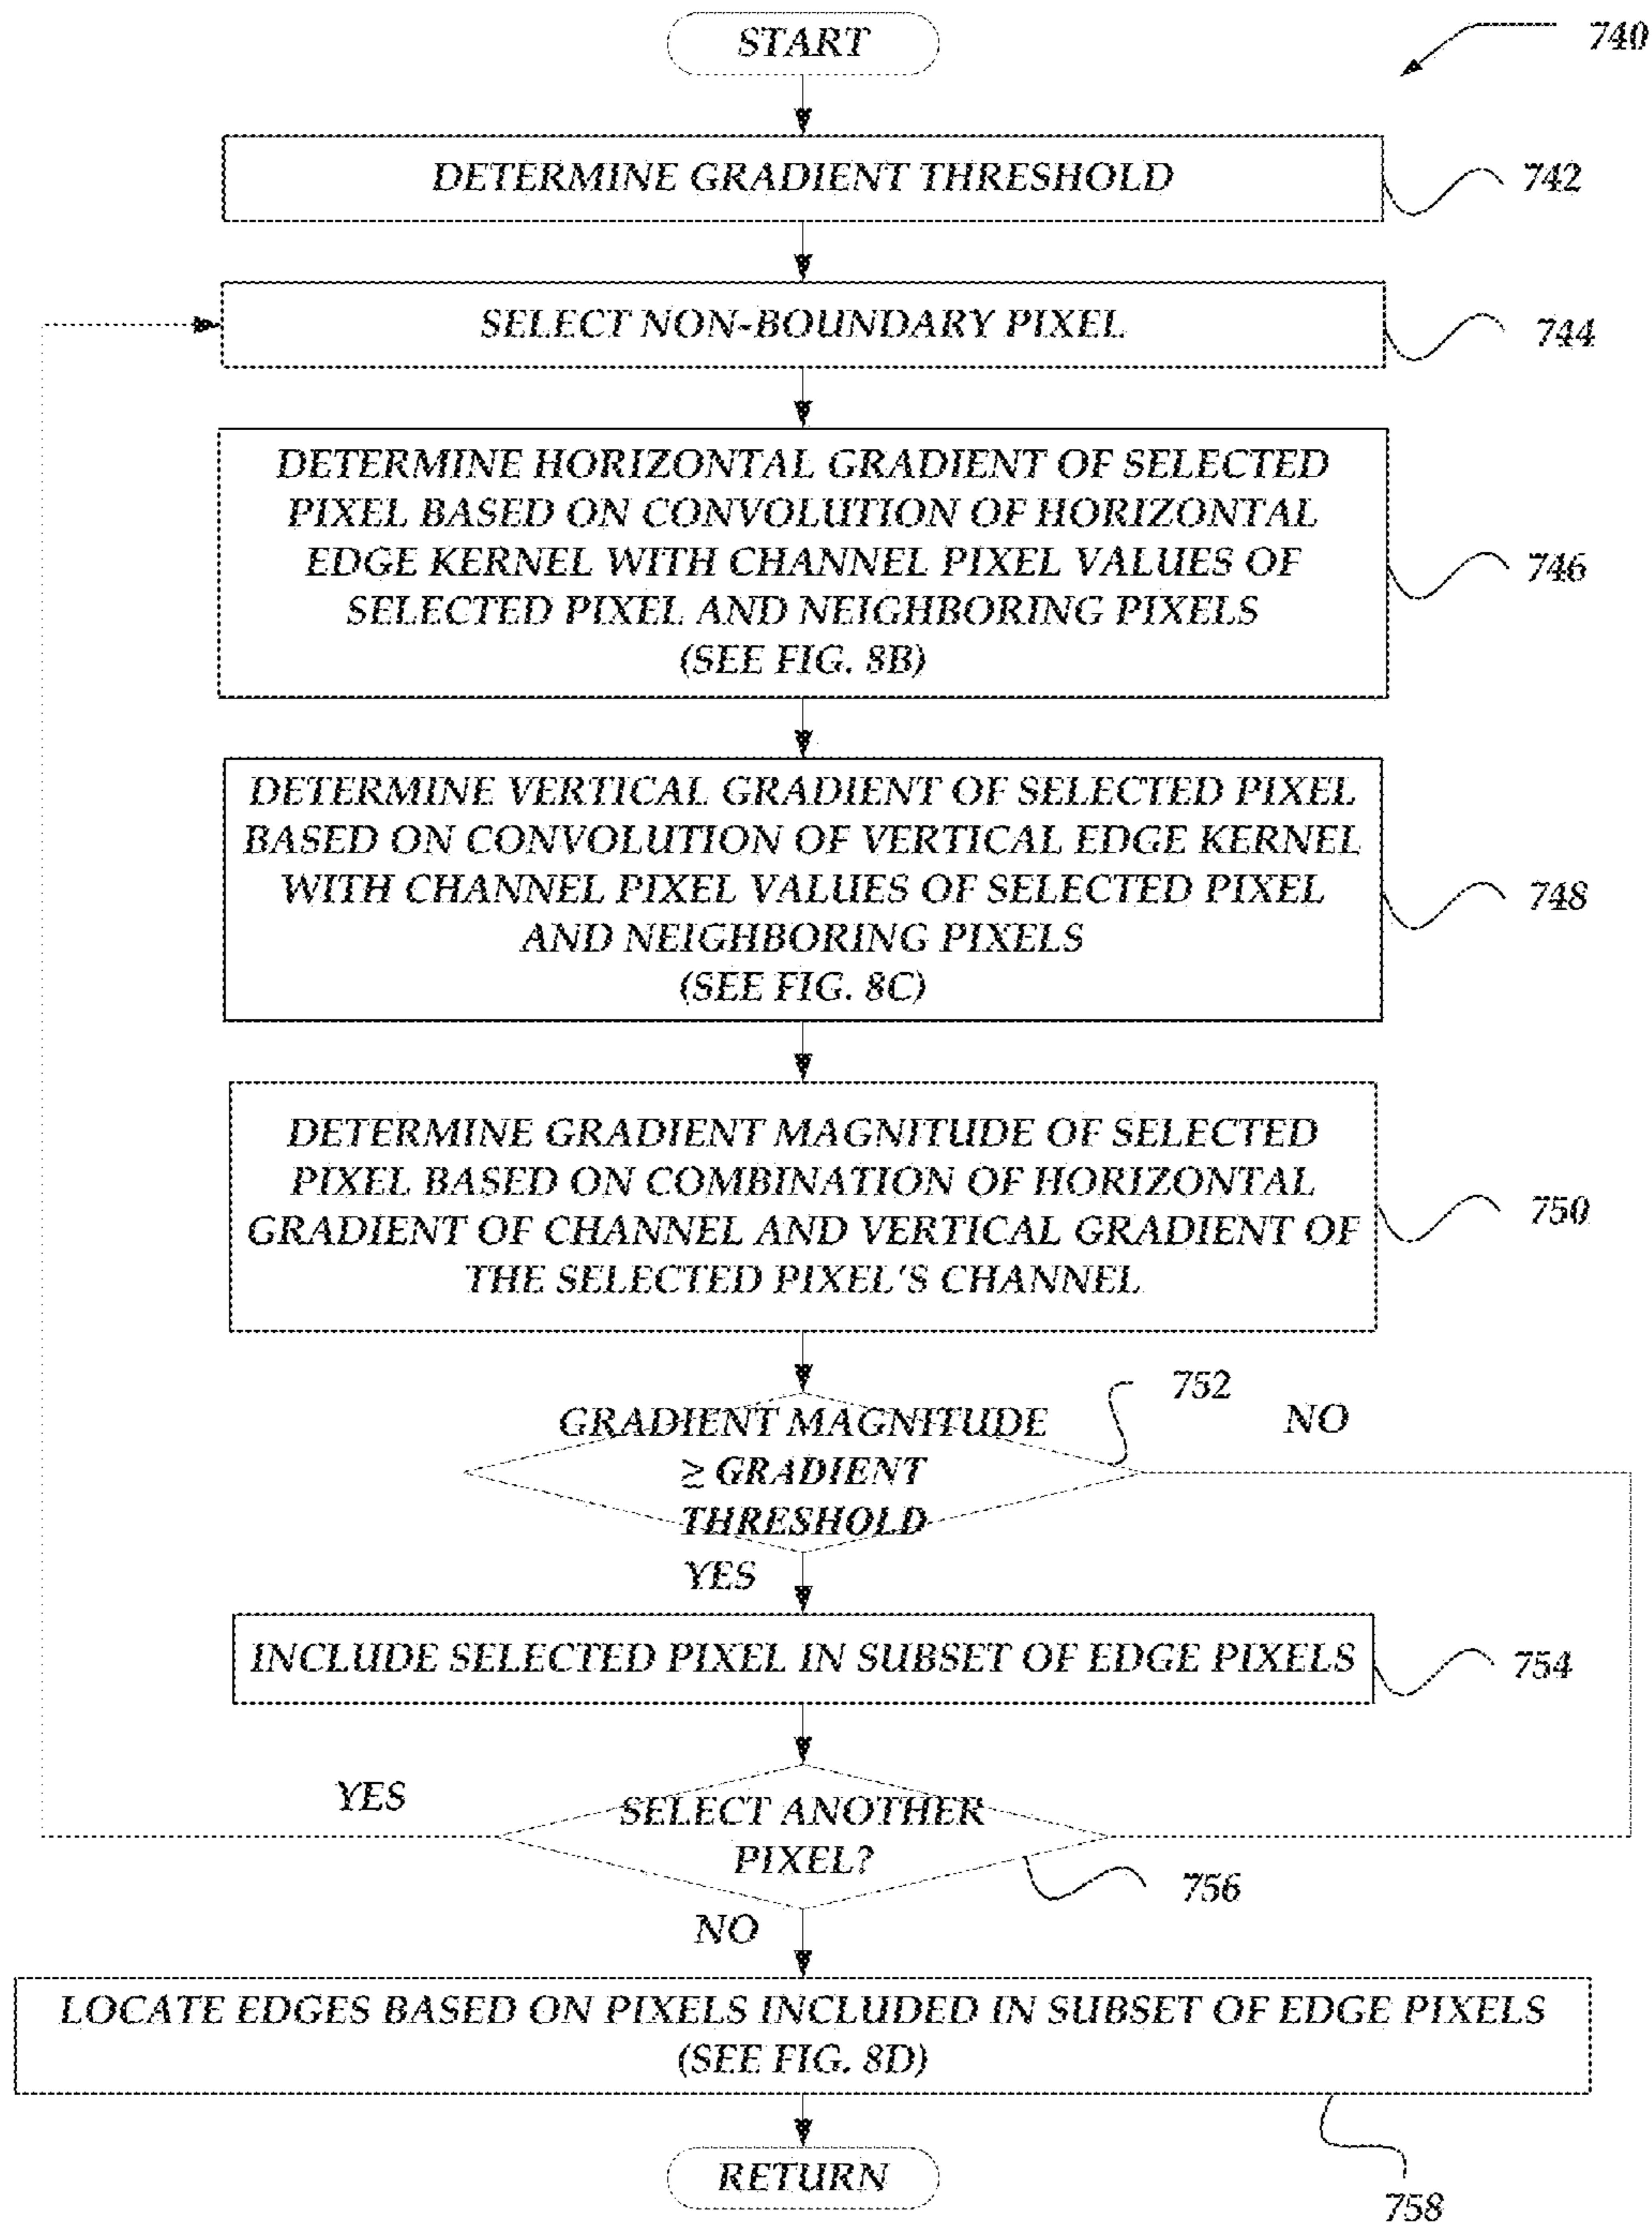 START
740
DETERMINE GRADIENT THRESHOLD
742
SELECT NON-BOUNDARY PIXEL
744
DETERMINE HORIZONTAL GRADIENT OF SELECTED
PIXEL BASED ON CONVOLUTION OF HORIZONTAL
EDGE KERNEL WITH CHANNEL PIXEL VALUES OF
SELECTED PIXEL AND NEIGHBORING PIXELS
(SEE FIG. 8B)
746
DETERMINE VERTICAL GRADIENT OF SELECTED PIXEL
BASED ON CONVOLUTION OF VERTICAL EDGE KERNEL
WITH CHANNEL PIXEL VALUES OF SELECTED PIXEL
AND NEIGHBORING PIXELS
(SEE FIG. 8C)
748
DETERMINE GRADIENT MAGNITUDE OF SELECTED
PIXEL BASED ON COMBINATION OF HORIZONTAL
GRADIENT OF CHANNEL AND VERTICAL GRADIENT OF
THE SELECTED PIXEL'S CHANNEL
750
GRADIENT MAGNITUDE
≥ GRADIENT
THRESHOLD
752
NO
YES
INCLUDE SELECTED PIXEL IN SUBSET OF EDGE PIXELS
754
YES
SELECT ANOTHER
PIXEL?
756
NO
LOCATE EDGES BASED ON PIXELS INCLUDED IN SUBSET OF EDGE PIXELS
(SEE FIG. 8D)
758
RETURN